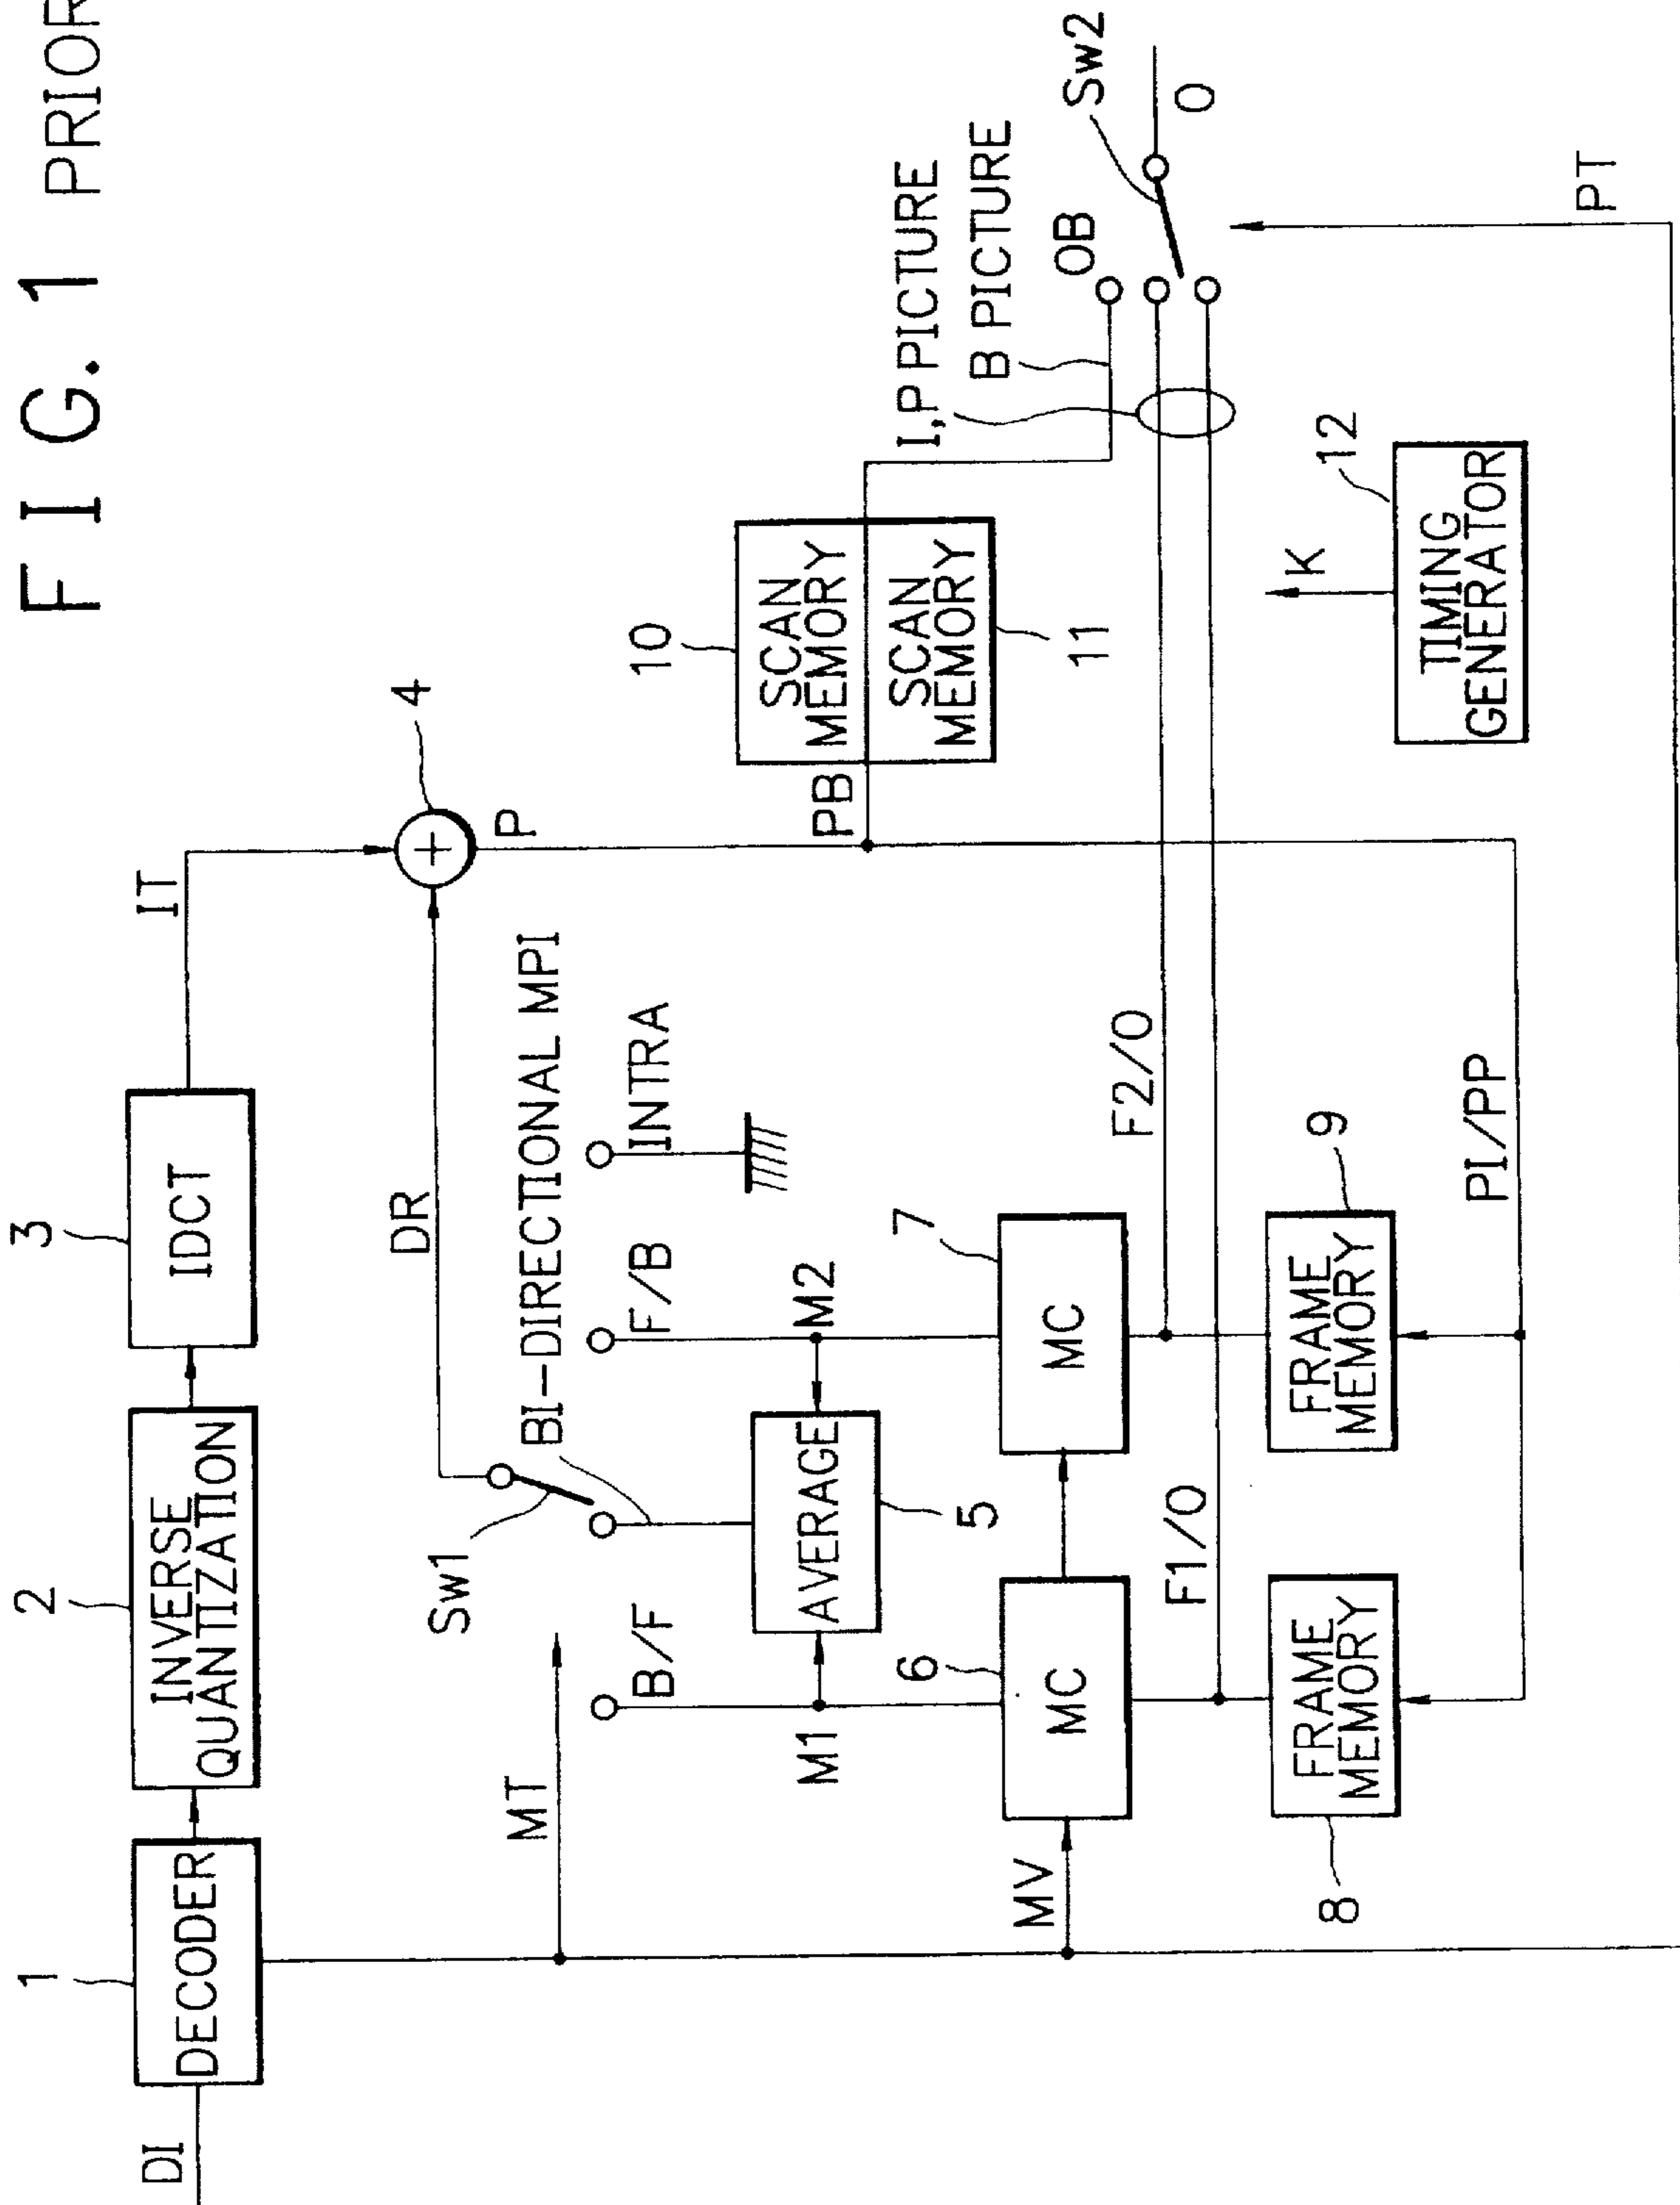 FIG. 1 PRIOR
DI
1
DECODER
2
INVERSE
QUANTIZATION
3
IDCT
IT
4
P
DR
MT
Sw1
BI-DIRECTIONAL MPI
B/F
F/B
INTRA
M1
AVERAGE
5
M2
MV
6
MC
7
MC
F1/O
F2/O
8
FRAME
MEMORY
9
FRAME
MEMORY
PI/PP
PB
10
SCAN
MEMORY
SCAN
MEMORY
11
I,P PICTURE
B PICTURE
OB
Sw2
O
K
12
TIMING
GENERATOR
PT